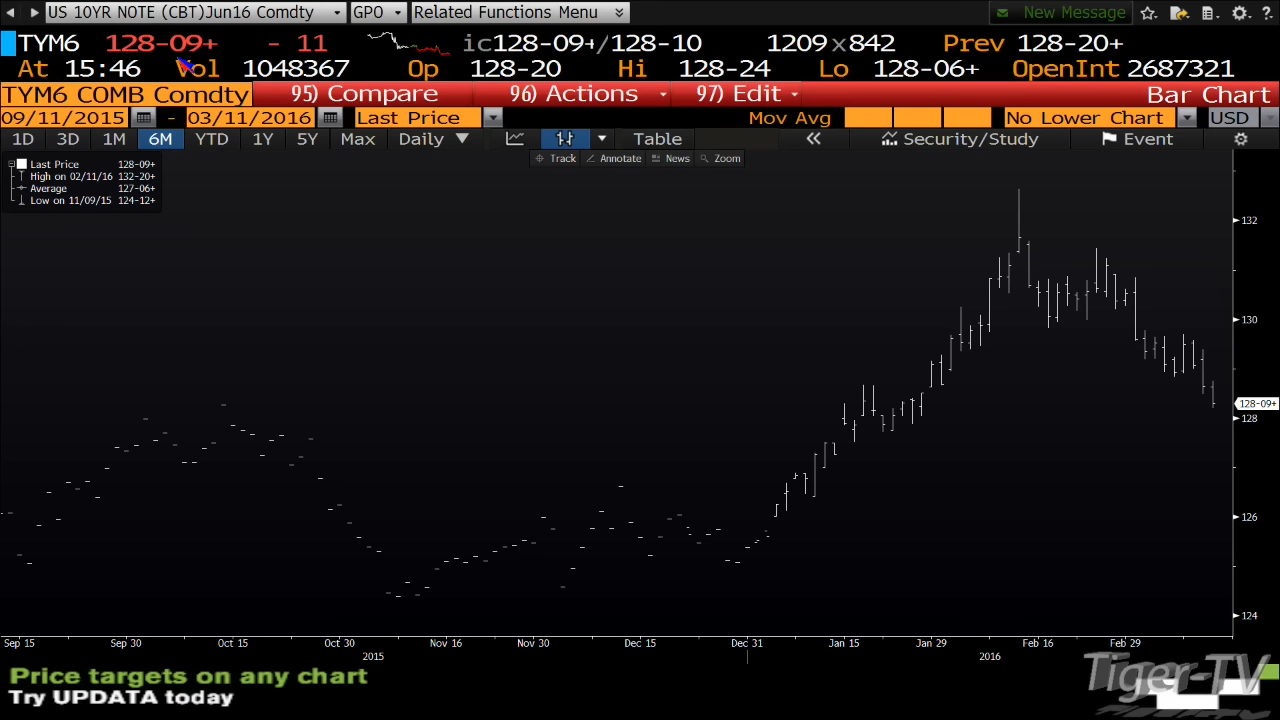 US 10YR NOTE (CBT)Jun16 Comdty GPO Related Functions Menu New Message
TYM6 128-09+ - 11 ic128-09+/128-10 1209x842 Prev 128-20+
At 15:46 Vol 1048367 Op 128-20 Hi 128-24 Lo 128-06+ OpenInt 2687321
TYM6 COMB Comdty 95) Compare 96) Actions 97) Edit Bar Chart
09/11/2015 - 03/11/2016 Last Price Mov Avg No Lower Chart USD
1D 3D 1M 6M YTD 1Y 5Y Max Daily Table Security/Study Event
Track Annotate News Zoom
Last Price 128-09+
High on 02/11/16 132-20+
Average 127-06+
Low on 11/09/15 124-12+
132
130
128-09+
128
126
124
Sep 15 Sep 30 Oct 15 Oct 30 Nov 16 Nov 30 Dec 15 Dec 31 Jan 15 Jan 29 Feb 16 Feb 29
2015 2016
Price targets on any chart
Try UPDATA today
Tiger-TV